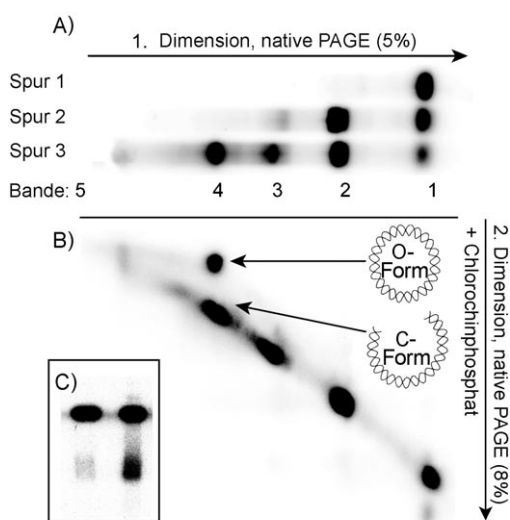 A)
1. Dimension, native PAGE (5%)
Spur 1
Spur 2
Spur 3
Bande: 5 4 3 2 1
B)
O-
Form
C-
Form
2. Dimension, native PAGE (8%)
+ Chlorochinphosphat
C)